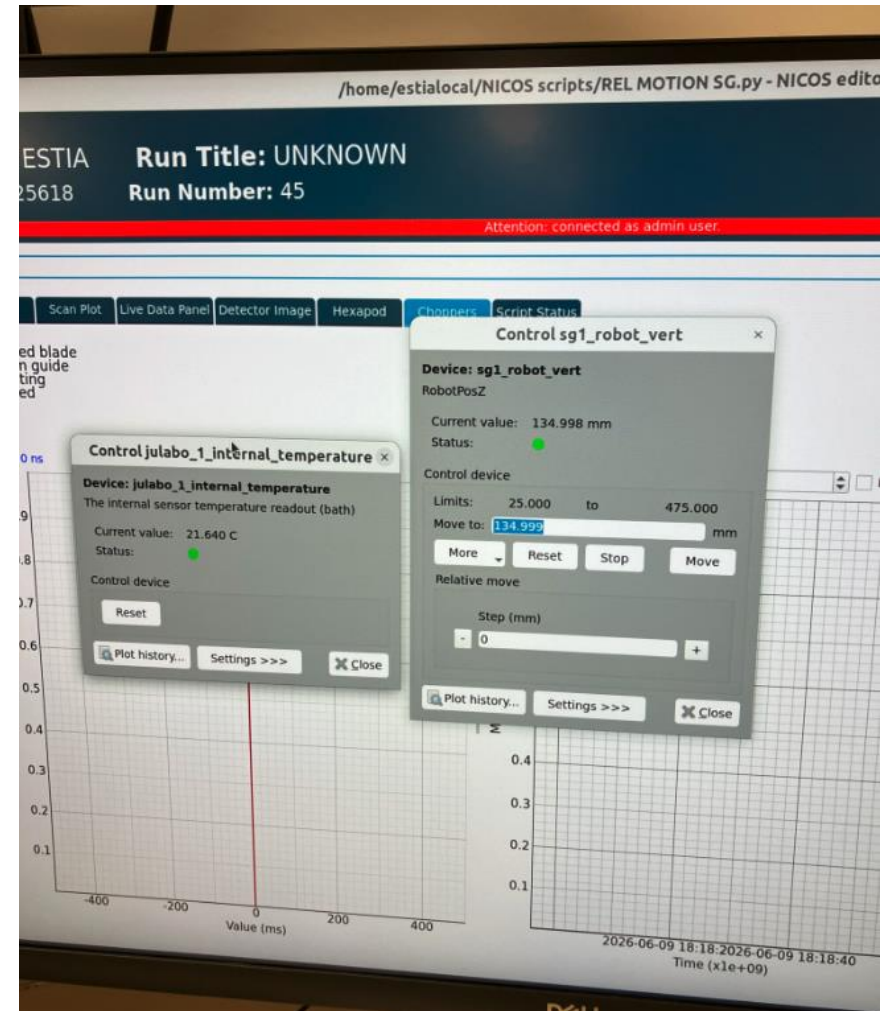 /home/estialocal/NICOS scripts/REL MOTION SG.py - NICOS edito
ESTIA Run Title: UNKNOWN
25618 Run Number: 45
Attention: connected as admin user.
Scan Plot Live Data Panel Detector Image Hexapod Choppers Script Status
ed blade
n guide
ting
ed
0 ns
Control julabo_1_internal_temperature ×
Device: julabo_1_internal_temperature
The internal sensor temperature readout (bath)
Current value: 21.640 C
Status:
Control device
Reset
Plot history... Settings >>> Close
Control sg1_robot_vert ×
Device: sg1_robot_vert
RobotPosZ
Current value: 134.998 mm
Status:
Control device
Limits: 25.000 to 475.000
Move to: 134.999 mm
More Reset Stop Move
Relative move
Step (mm)
- 0 +
Plot history... Settings >>> Close
.9
.8
0.7
0.6
0.5
0.4
0.3
0.2
0.1
-400 -200 0 200 400
Value (ms)
M
0.4
0.3
0.2
0.1
2026-06-09 18:18:2026-06-09 18:18:40
Time (x1e+09)